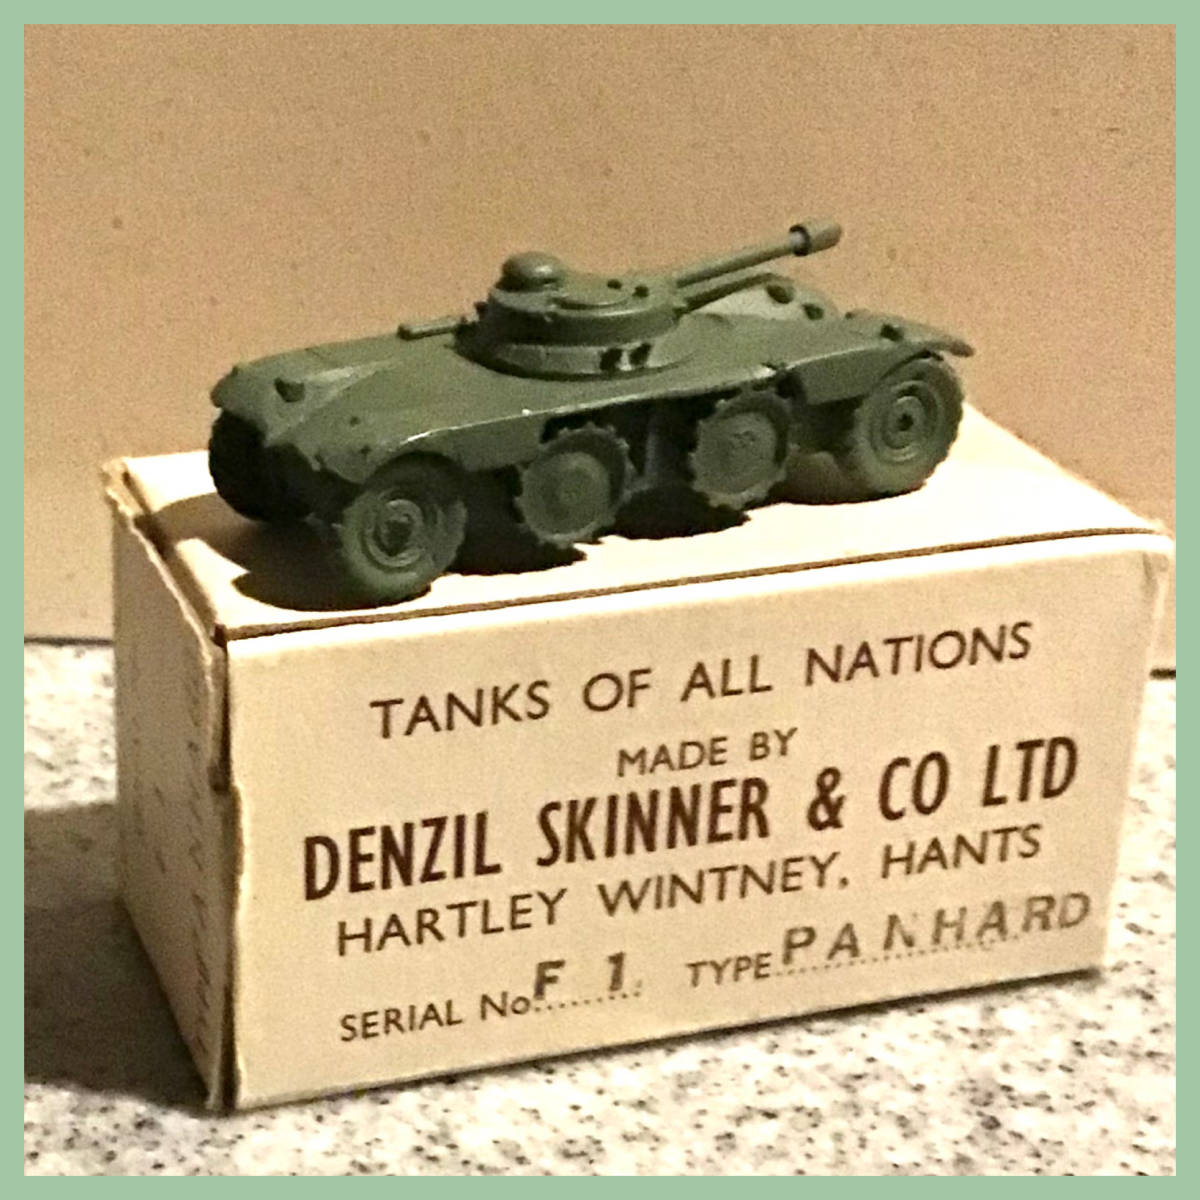 TANKS OF ALL NATIONS
MADE BY
DENZIL SKINNER & CO LTD
HARTLEY WINTNEY, HANTS
SERIAL No. F 1. TYPE PANHARD